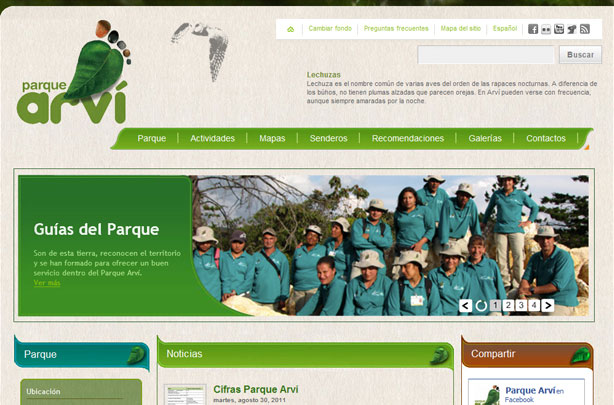 Cambiar fondo Preguntas frecuentes Mapa del sitio Español
Buscar
parque
arví
Lechuzas
Lechuza es el nombre común de varias aves del orden de las rapaces nocturnas. A diferencia de
los búhos, no tienen plumas alzadas que parecen orejas. En Arví pueden verse con frecuencia,
aunque siempre amaradas por la noche.
Parque Actividades Mapas Senderos Recomendaciones Galerías Contactos
Guías del Parque
Son de esta tierra, reconocen el territorio
y se han formado para ofrecer un buen
servicio dentro del Parque Arví.
Ver más
1 2 3 4
Parque
Noticias
Compartir
Ubicación
Cifras Parque Arví
martes, agosto 30, 2011
Parque Arví en
Facebook